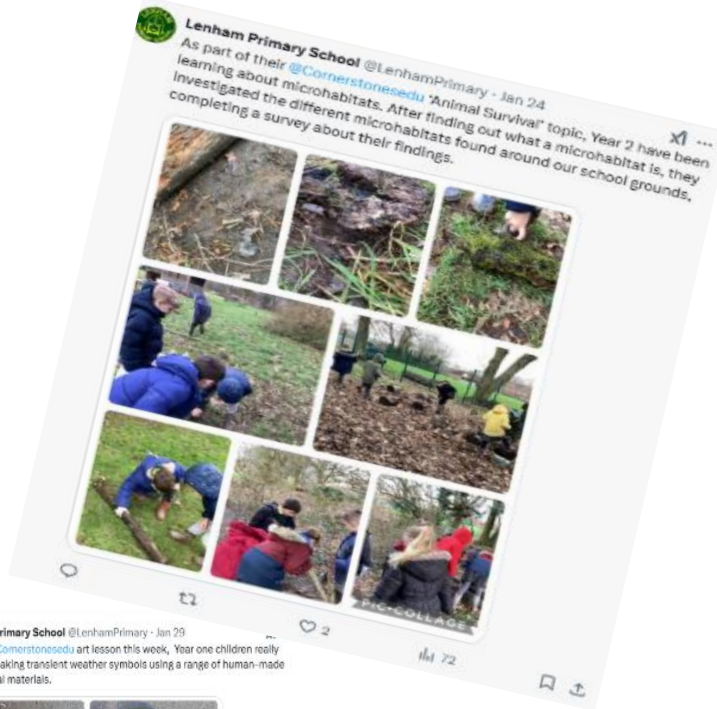 Lenham Primary School @LenhamPrimary · Jan 24
As part of their @Cornerstonesedu "Animal Survival" topic, Year 2 have been
learning about microhabitats. After finding out what a microhabitat is, they
investigated the different microhabitats found around our school grounds,
completing a survey about their findings.
PIC•COLLAGE
2
72
rimary School @LenhamPrimary · Jan 29
Cornerstonesedu art lesson this week, Year one children really
aking transient weather symbols using a range of human-made
al materials.